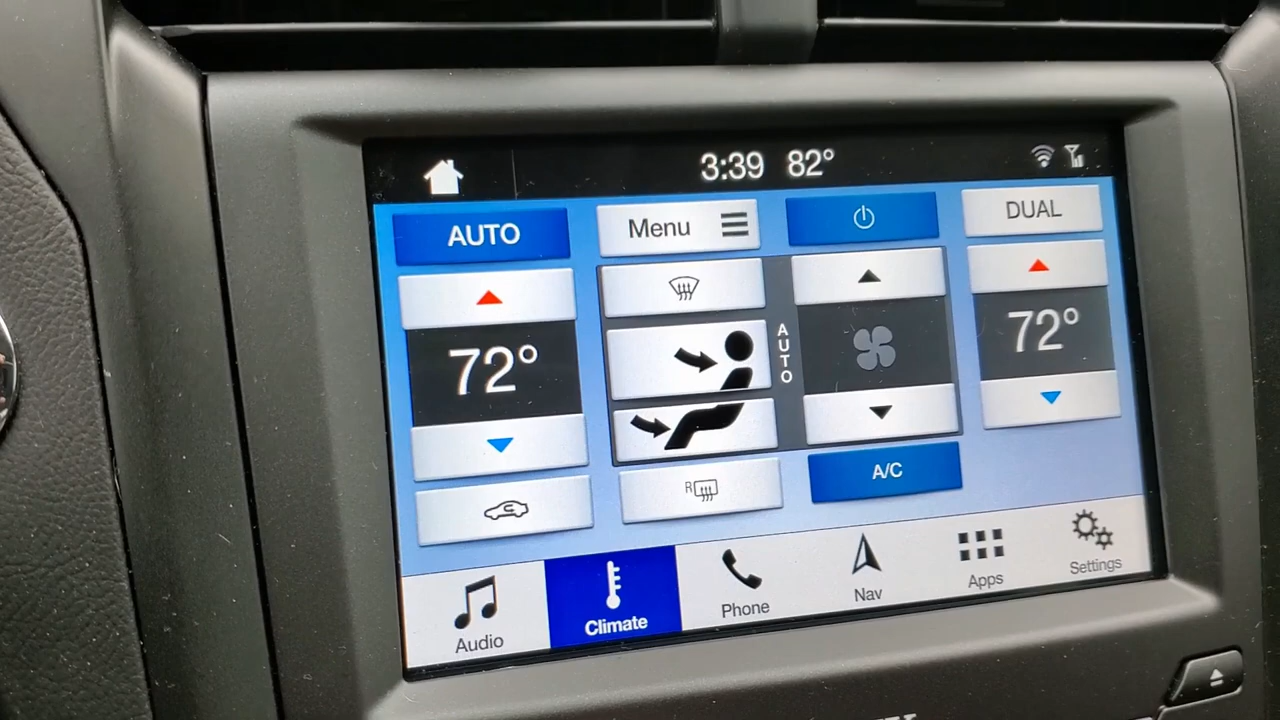 3:39 82°
AUTO
Menu
DUAL
72°
AUTO
72°
A/C
R
Audio
Climate
Phone
Nav
Apps
Settings